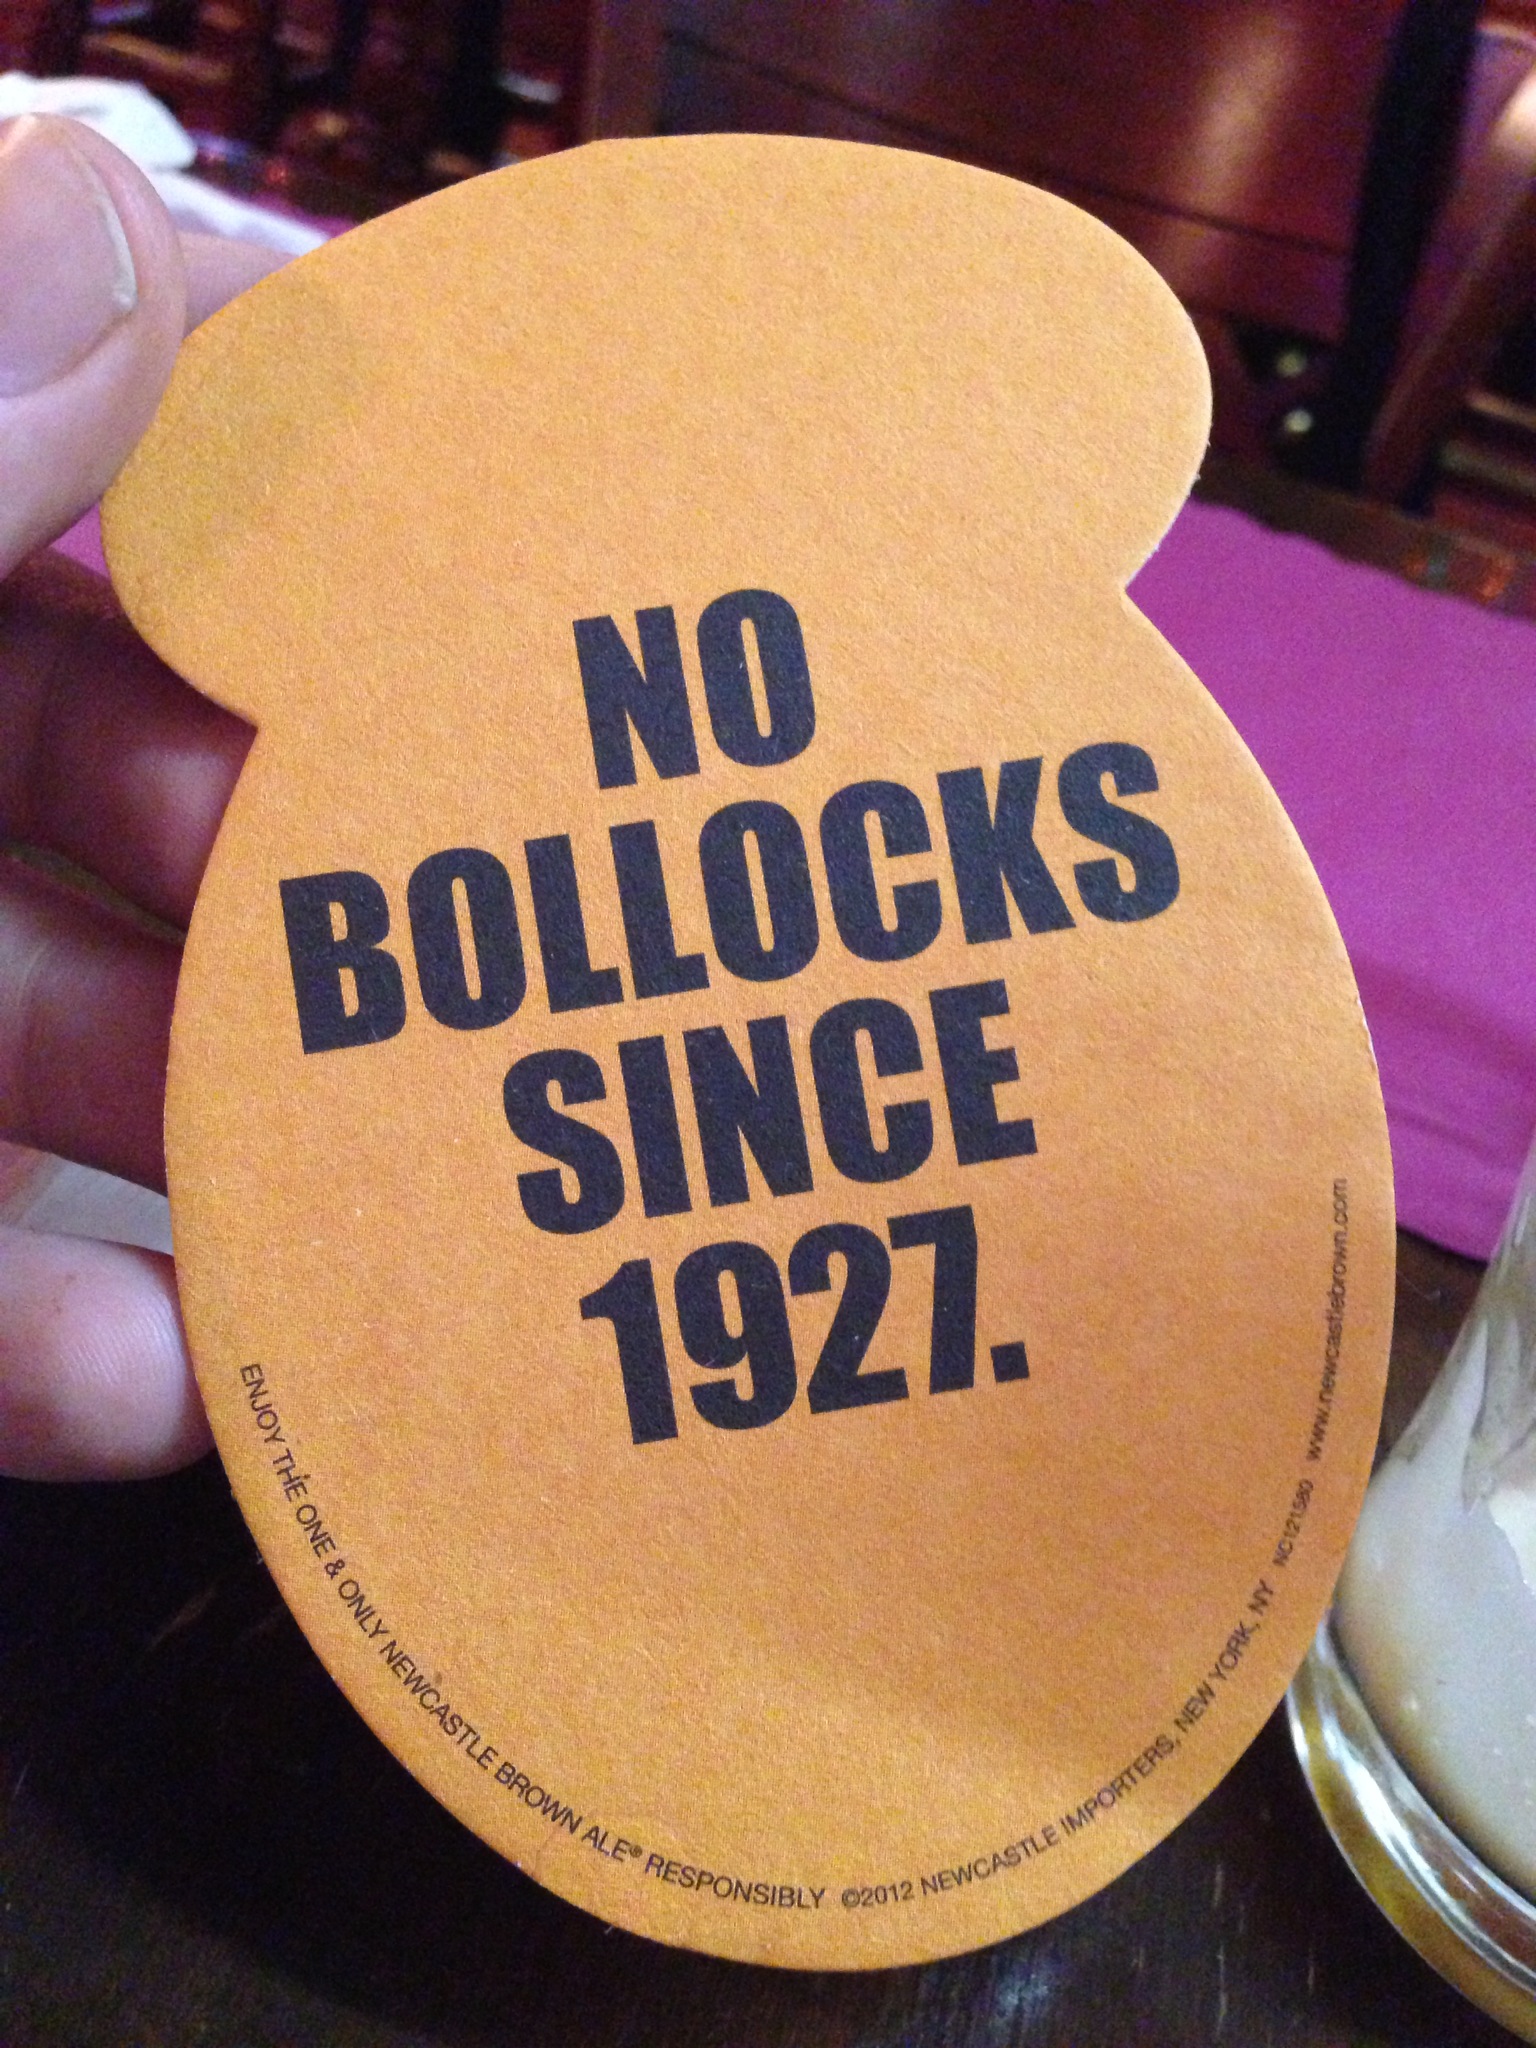 NO
BOLLOCKS
SINCE
1927.
ENJOY THE ONE & ONLY NEWCASTLE BROWN ALE® RESPONSIBLY ©2012 NEWCASTLE IMPORTERS, NEW YORK, NY NC121580 www.newcastlebrown.com